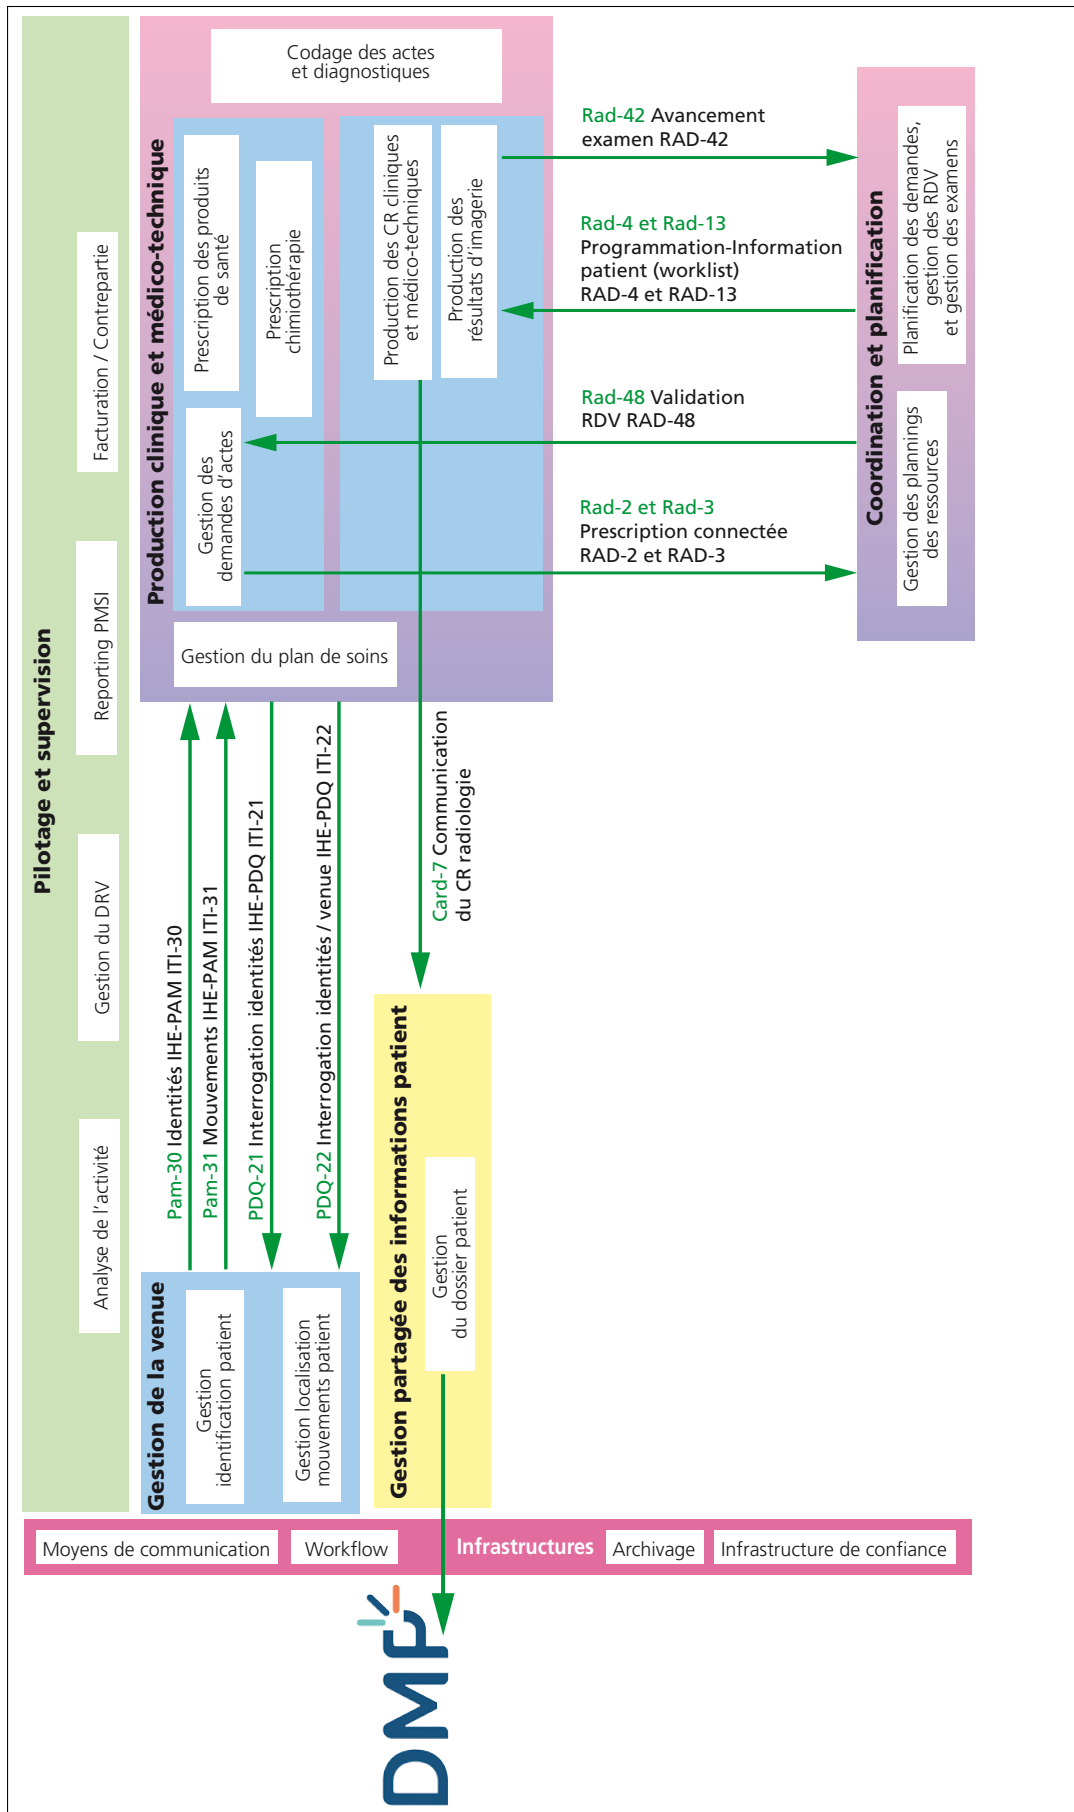 Pilotage et supervision
Facturation / Contrepartie
Reporting PMSI
Gestion du DRV
Analyse de l'activité
Production clinique et médico-technique
Codage des actes
et diagnostiques
Prescription des produits
de santé
Prescription
chimiothérapie
Gestion des
demandes d'actes
Production des CR cliniques
et médico-techniques
Production des
résultats d'imagerie
Gestion du plan de soins
Rad-42 Avancement
examen RAD-42
Rad-4 et Rad-13
Programmation-Information
patient (worklist)
RAD-4 et RAD-13
Rad-48 Validation
RDV RAD-48
Rad-2 et Rad-3
Prescription connectée
RAD-2 et RAD-3
Coordination et planification
Planification des demandes,
gestion des RDV
et gestion des examens
Gestion des plannings
des ressources
Pam-30 Identités IHE-PAM ITI-30
Pam-31 Mouvements IHE-PAM ITI-31
PDQ-21 Interrogation identités IHE-PDQ ITI-21
PDQ-22 Interrogation identités / venue IHE-PDQ ITI-22
Card-7 Communication
du CR radiologie
Gestion de la venue
Gestion
identification patient
Gestion localisation
mouvements patient
Gestion partagée des informations patient
Gestion
du dossier patient
Moyens de communication
Workflow
Infrastructures
Archivage
Infrastructure de confiance
DMP